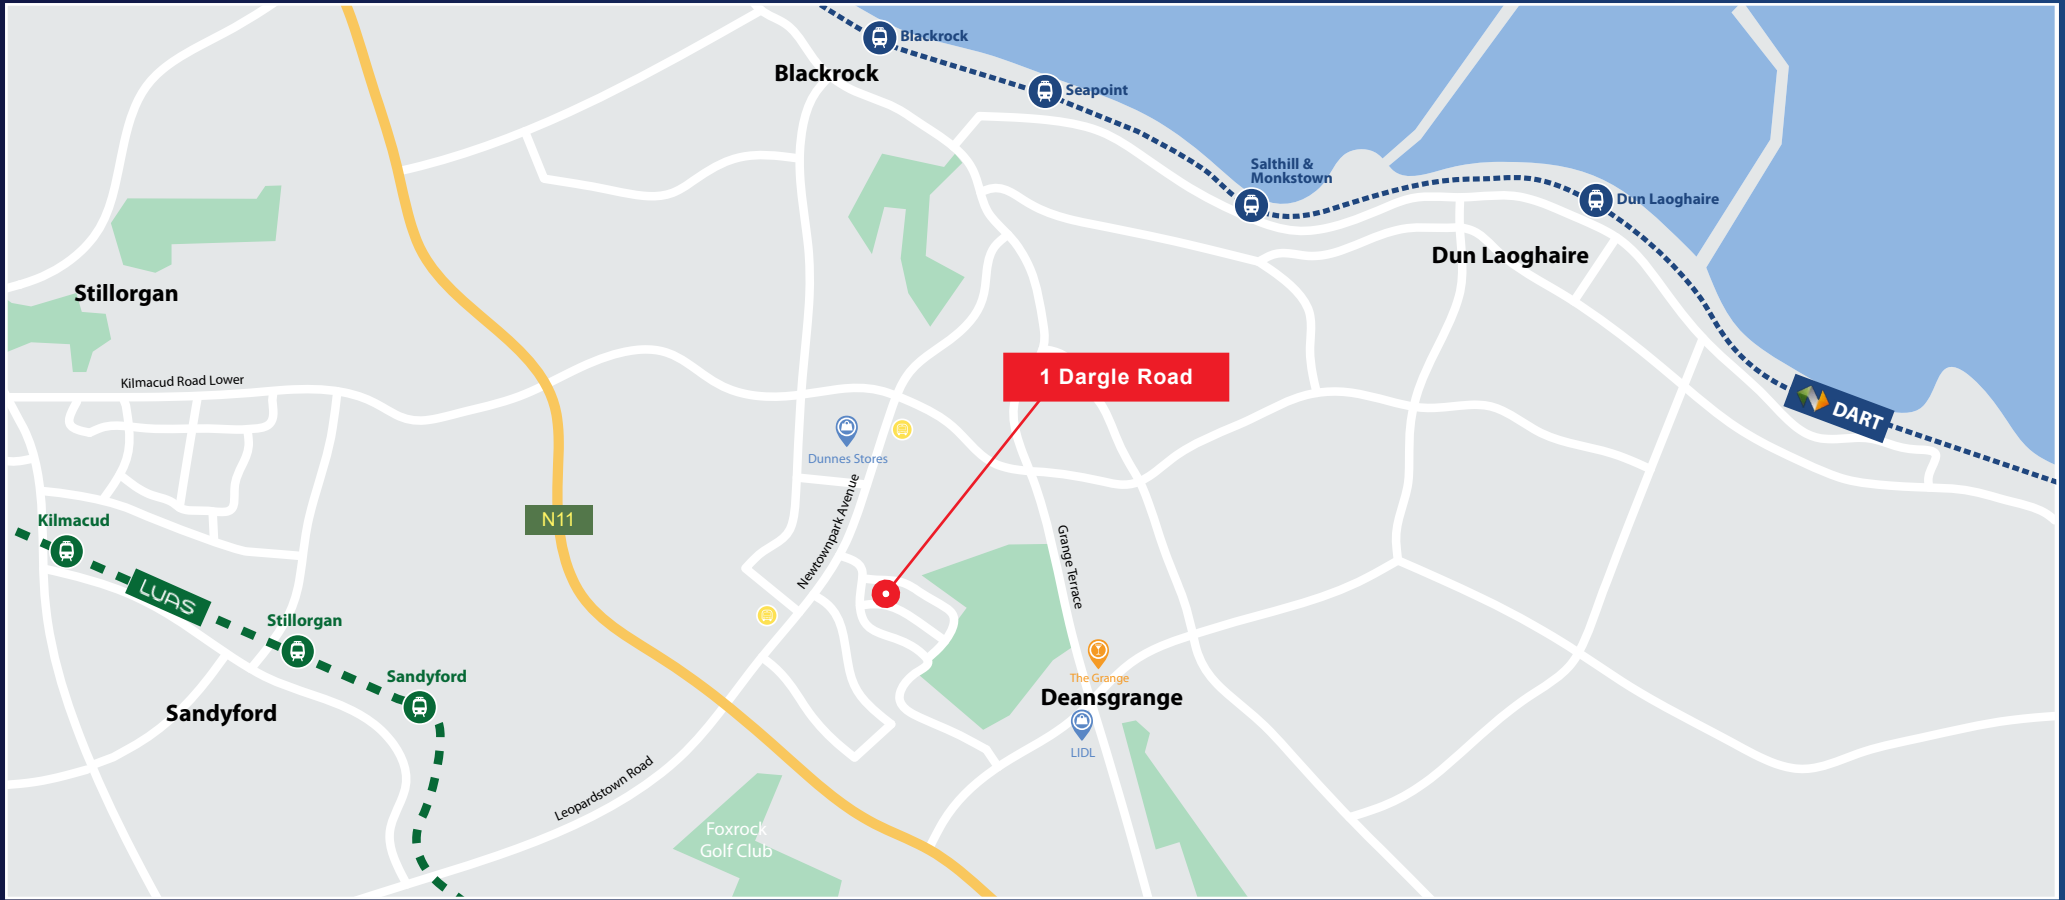 Blackrock
Blackrock
Seapoint
Salthill &
Monkstown
Dun Laoghaire
Dun Laoghaire
Stillorgan
Kilmacud Road Lower
1 Dargle Road
DART
Dunnes Stores
Newtownpark Avenue
N11
Kilmacud
Grange Terrace
LUAS
Stillorgan
Sandyford
The Grange
Deansgrange
Sandyford
LIDL
Leopardstown Road
Foxrock
Golf Club